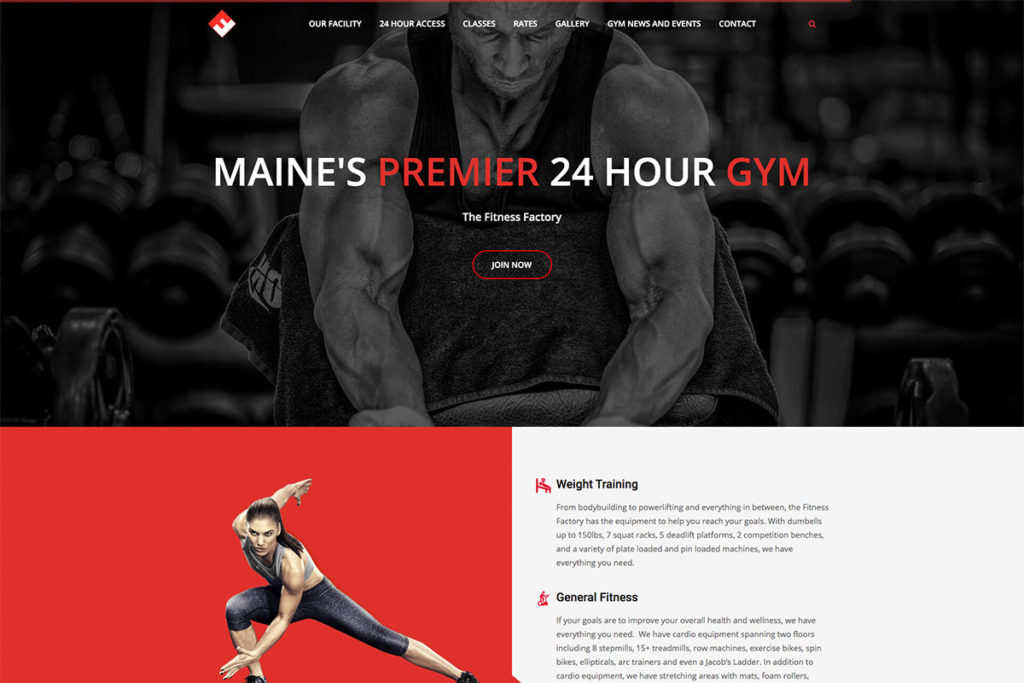 OUR FACILITY 24 HOUR ACCESS CLASSES RATES GALLERY GYM NEWS AND EVENTS CONTACT
MAINE'S PREMIER 24 HOUR GYM
The Fitness Factory
JOIN NOW
Weight Training
From bodybuilding to powerlifting and everything in between, the Fitness
Factory has the equipment to help you reach your goals. With dumbells
up to 150lbs, 7 squat racks, 5 deadlift platforms, 2 competition benches,
and a variety of plate loaded and pin loaded machines, we have
everything you need.
General Fitness
If your goals are to improve your overall health and wellness, we have
everything you need. We have cardio equipment spanning two floors
including 8 stepmills, 15+ treadmills, row machines, exercise bikes, spin
bikes, ellipticals, arc trainers and even a Jacob's Ladder. In addition to
cardio equipment, we have stretching areas with mats, foam rollers,